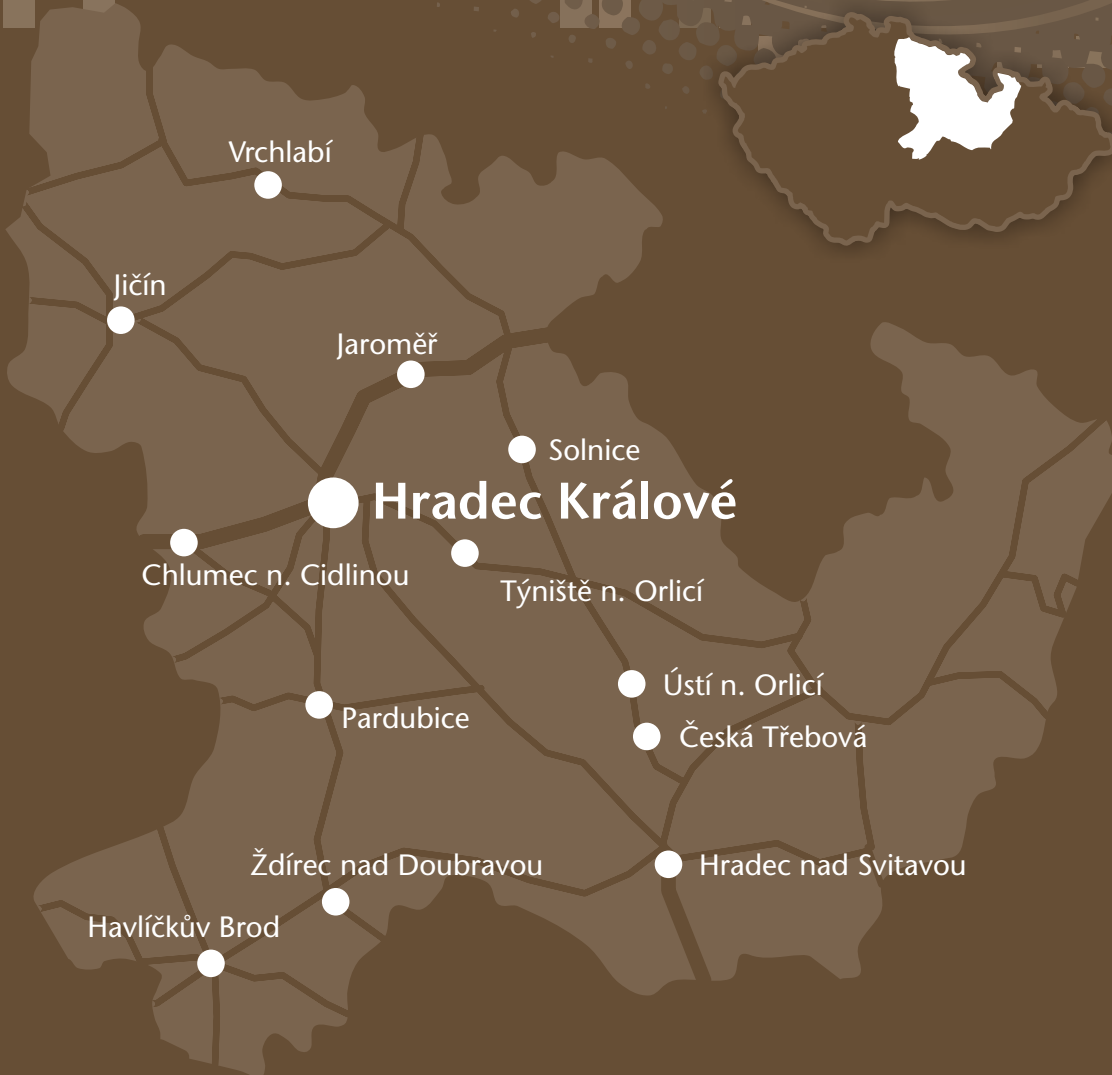 Vrchlabí
Jičín
Jaroměř
Solnice
Hradec Králové
Chlumec n. Cidlinou
Týniště n. Orlicí
Ústí n. Orlicí
Pardubice
Česká Třebová
Ždírec nad Doubravou
Hradec nad Svitavou
Havlíčkův Brod